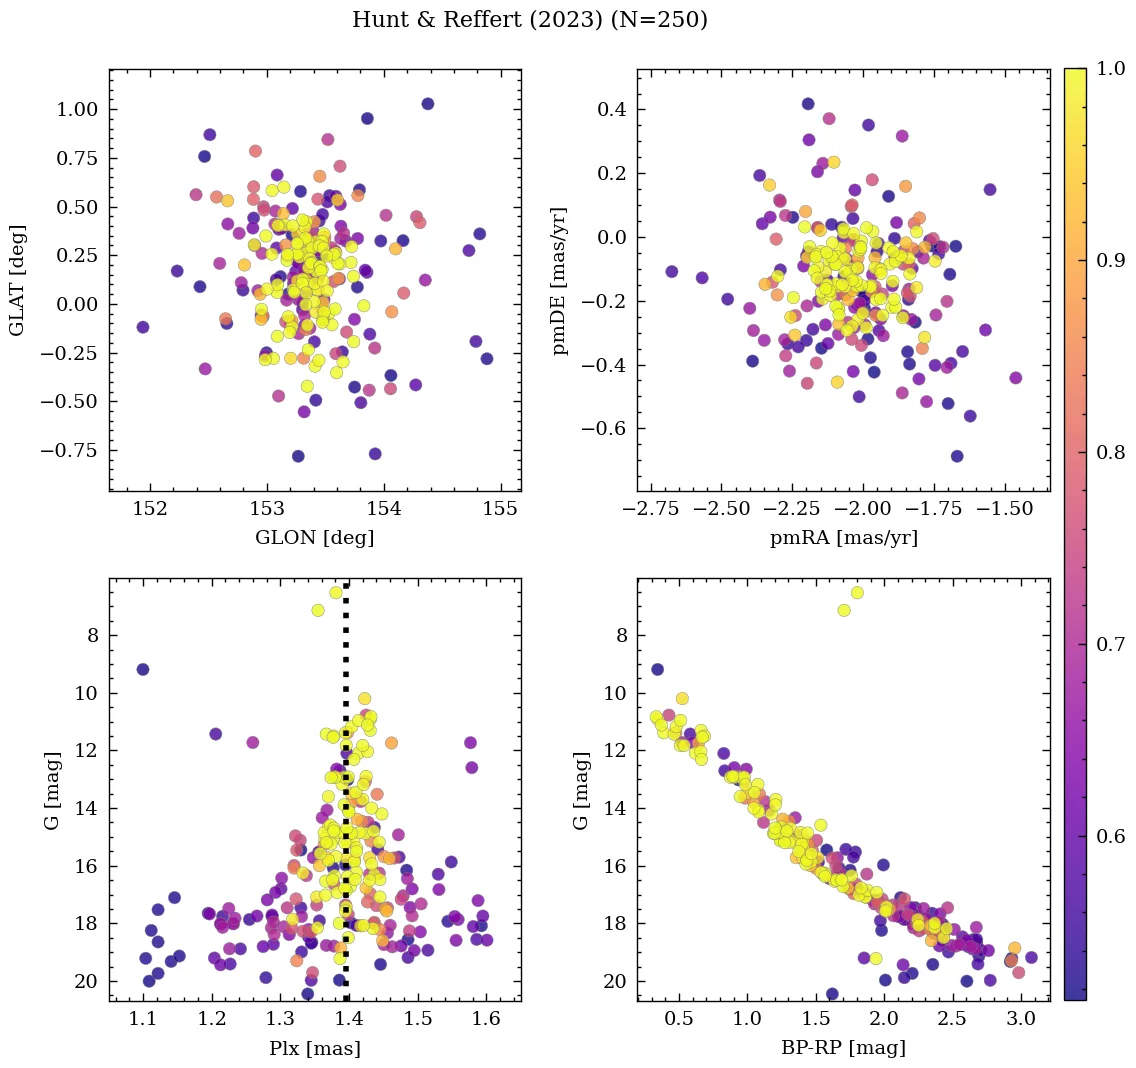 Hunt & Reffert (2023) (N=250)
1.00
0.75
0.50
0.25
0.00
−0.25
−0.50
−0.75
GLAT [deg]
152 153 154 155
GLON [deg]
0.4
0.2
0.0
−0.2
−0.4
−0.6
pmDE [mas/yr]
−2.75 −2.50 −2.25 −2.00 −1.75 −1.50
pmRA [mas/yr]
8
10
12
14
16
18
20
G [mag]
1.1 1.2 1.3 1.4 1.5 1.6
Plx [mas]
8
10
12
14
16
18
20
G [mag]
0.5 1.0 1.5 2.0 2.5 3.0
BP-RP [mag]
1.0
0.9
0.8
0.7
0.6